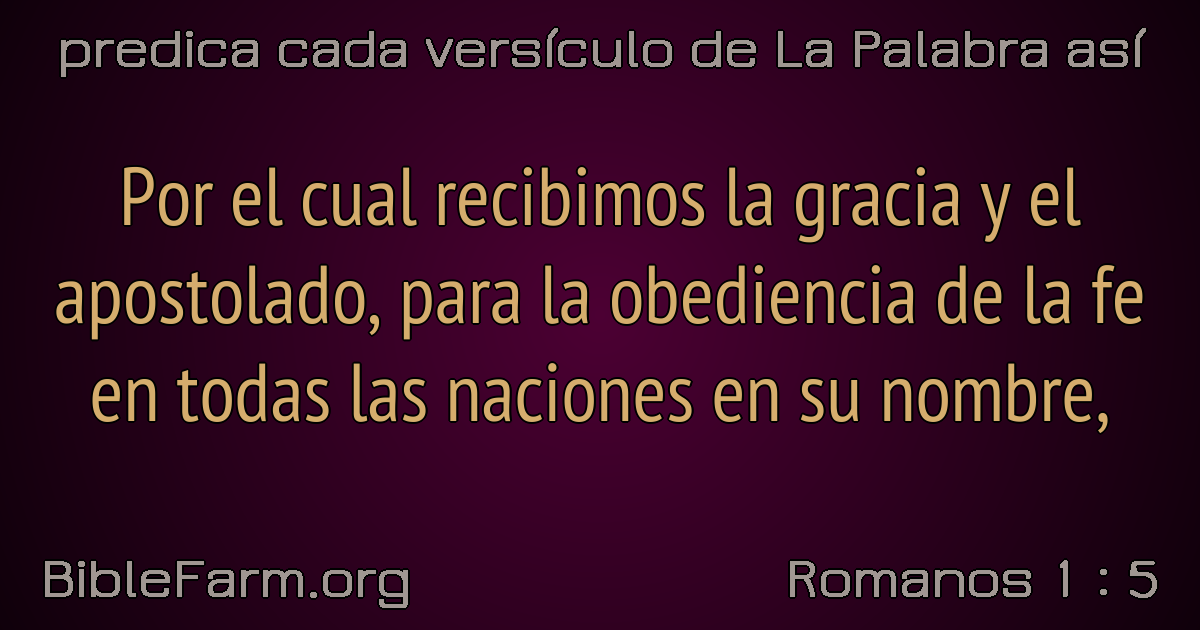 predica cada versículo de La Palabra así
Por el cual recibimos la gracia y el
apostolado, para la obediencia de la fe
en todas las naciones en su nombre,
BibleFarm.org
Romanos 1 : 5